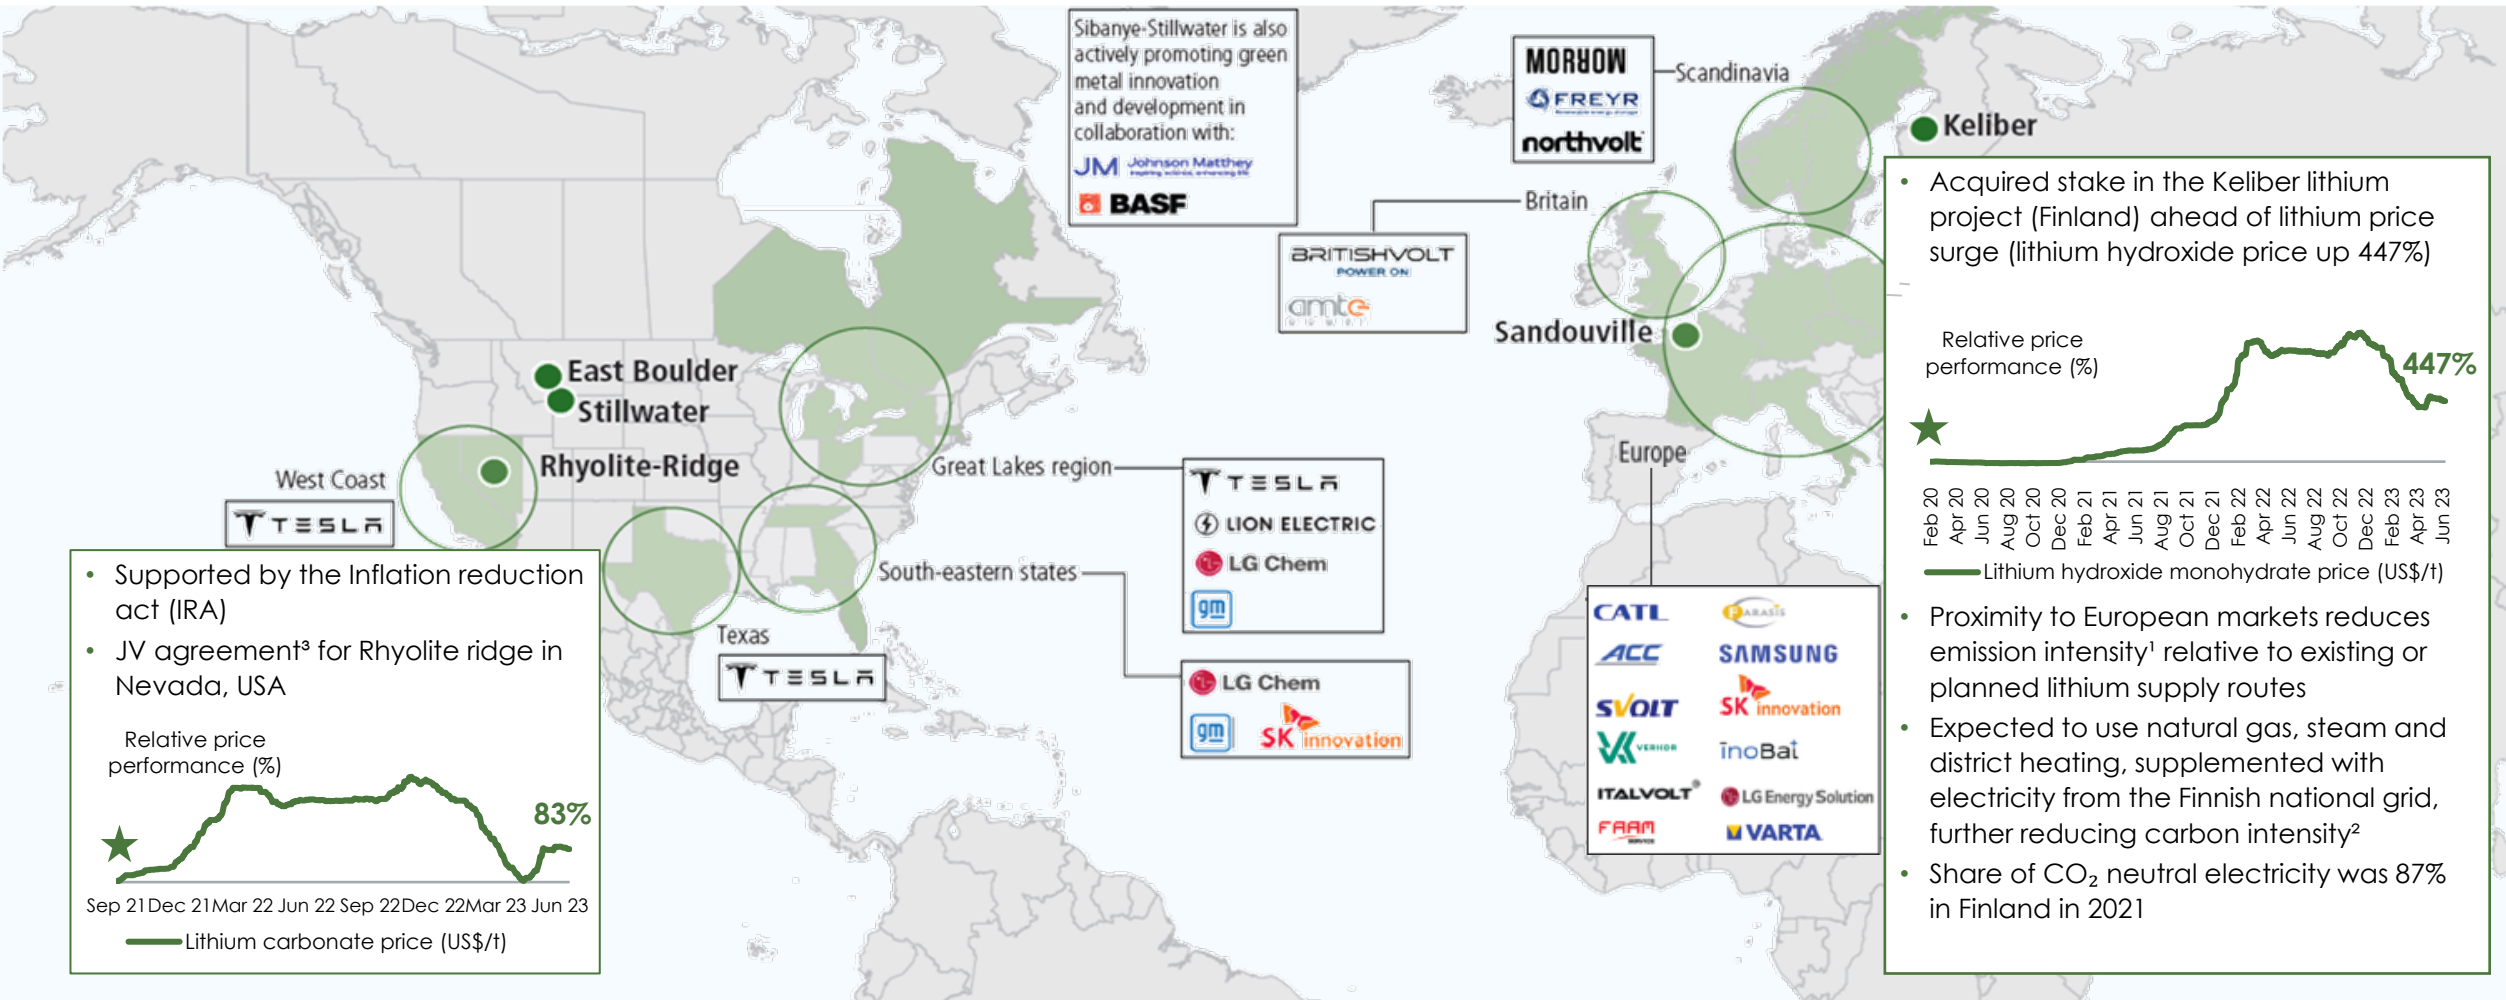 Sibanye-Stillwater is also
actively promoting green
metal innovation
and development in
collaboration with:
JM Johnson Matthey
Inspiring science, enhancing life
BASF
MORROW
FREYR
northvolt
Scandinavia
Keliber
Britain
BRITISHVOLT
POWER ON
amte
Sandouville
East Boulder
Stillwater
Rhyolite-Ridge
West Coast
TESLA
Great Lakes region
TESLA
LION ELECTRIC
LG Chem
gm
South-eastern states
LG Chem
gm
SK innovation
Texas
TESLA
Europe
CATL
FARASIS
ACC
SAMSUNG
SVOLT
SK innovation
VERKOR
InoBat
ITALVOLT®
LG Energy Solution
FAAM
VARTA
• Supported by the Inflation reduction
act (IRA)
• JV agreement³ for Rhyolite ridge in
Nevada, USA
Relative price
performance (%)
83%
Sep 21 Dec 21 Mar 22 Jun 22 Sep 22 Dec 22 Mar 23 Jun 23
Lithium carbonate price (US$/t)
• Acquired stake in the Keliber lithium
project (Finland) ahead of lithium price
surge (lithium hydroxide price up 447%)
Relative price
performance (%)
447%
Feb 20 Apr 20 Jun 20 Aug 20 Oct 20 Dec 20 Feb 21 Apr 21 Jun 21 Aug 21 Oct 21 Dec 21 Feb 22 Apr 22 Jun 22 Aug 22 Oct 22 Dec 22 Feb 23 Apr 23 Jun 23
Lithium hydroxide monohydrate price (US$/t)
• Proximity to European markets reduces
emission intensity¹ relative to existing or
planned lithium supply routes
• Expected to use natural gas, steam and
district heating, supplemented with
electricity from the Finnish national grid,
further reducing carbon intensity²
• Share of CO₂ neutral electricity was 87%
in Finland in 2021